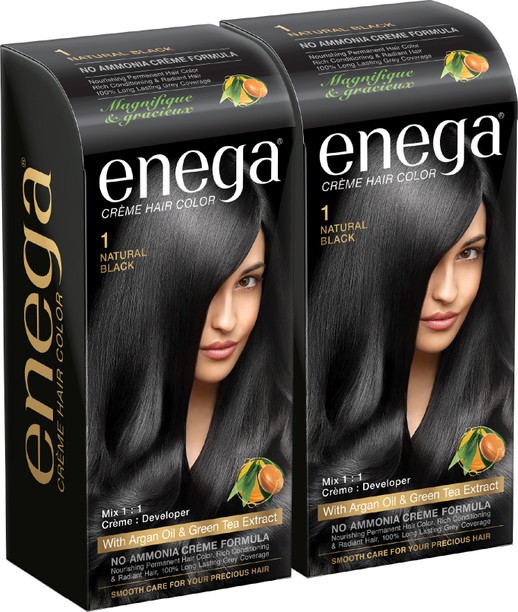 1 NATURAL BLACK
NO AMMONIA CRÈME FORMULA
Nourishing Permanent Hair Color
Rich Conditioning & Radiant Hair
100% Long Lasting Grey Coverage
Magnifique
& gracieux
enega®
CRÈME HAIR COLOR
1
NATURAL
BLACK
Mix 1 : 1
Crème : Developer
With Argan Oil & Green Tea Extract
NO AMMONIA CRÈME FORMULA
Nourishing Permanent Hair Color, Rich Conditioning
& Radiant Hair, 100% Long Lasting Grey Coverage
SMOOTH CARE FOR YOUR PRECIOUS HAIR
enega®
CRÈME HAIR COLOR
1 NATURAL BLACK
NO AMMONIA CRÈME FORMULA
Nourishing Permanent Hair Color
Rich Conditioning & Radiant Hair
100% Long Lasting Grey Coverage
Magnifique
& gracieux
enega®
CRÈME HAIR COLOR
1
NATURAL
BLACK
Mix 1 : 1
Crème : Developer
With Argan Oil & Green Tea Extract
NO AMMONIA CRÈME FORMULA
Nourishing Permanent Hair Color, Rich Conditioning
& Radiant Hair, 100% Long Lasting Grey Coverage
SMOOTH CARE FOR YOUR PRECIOUS HAIR